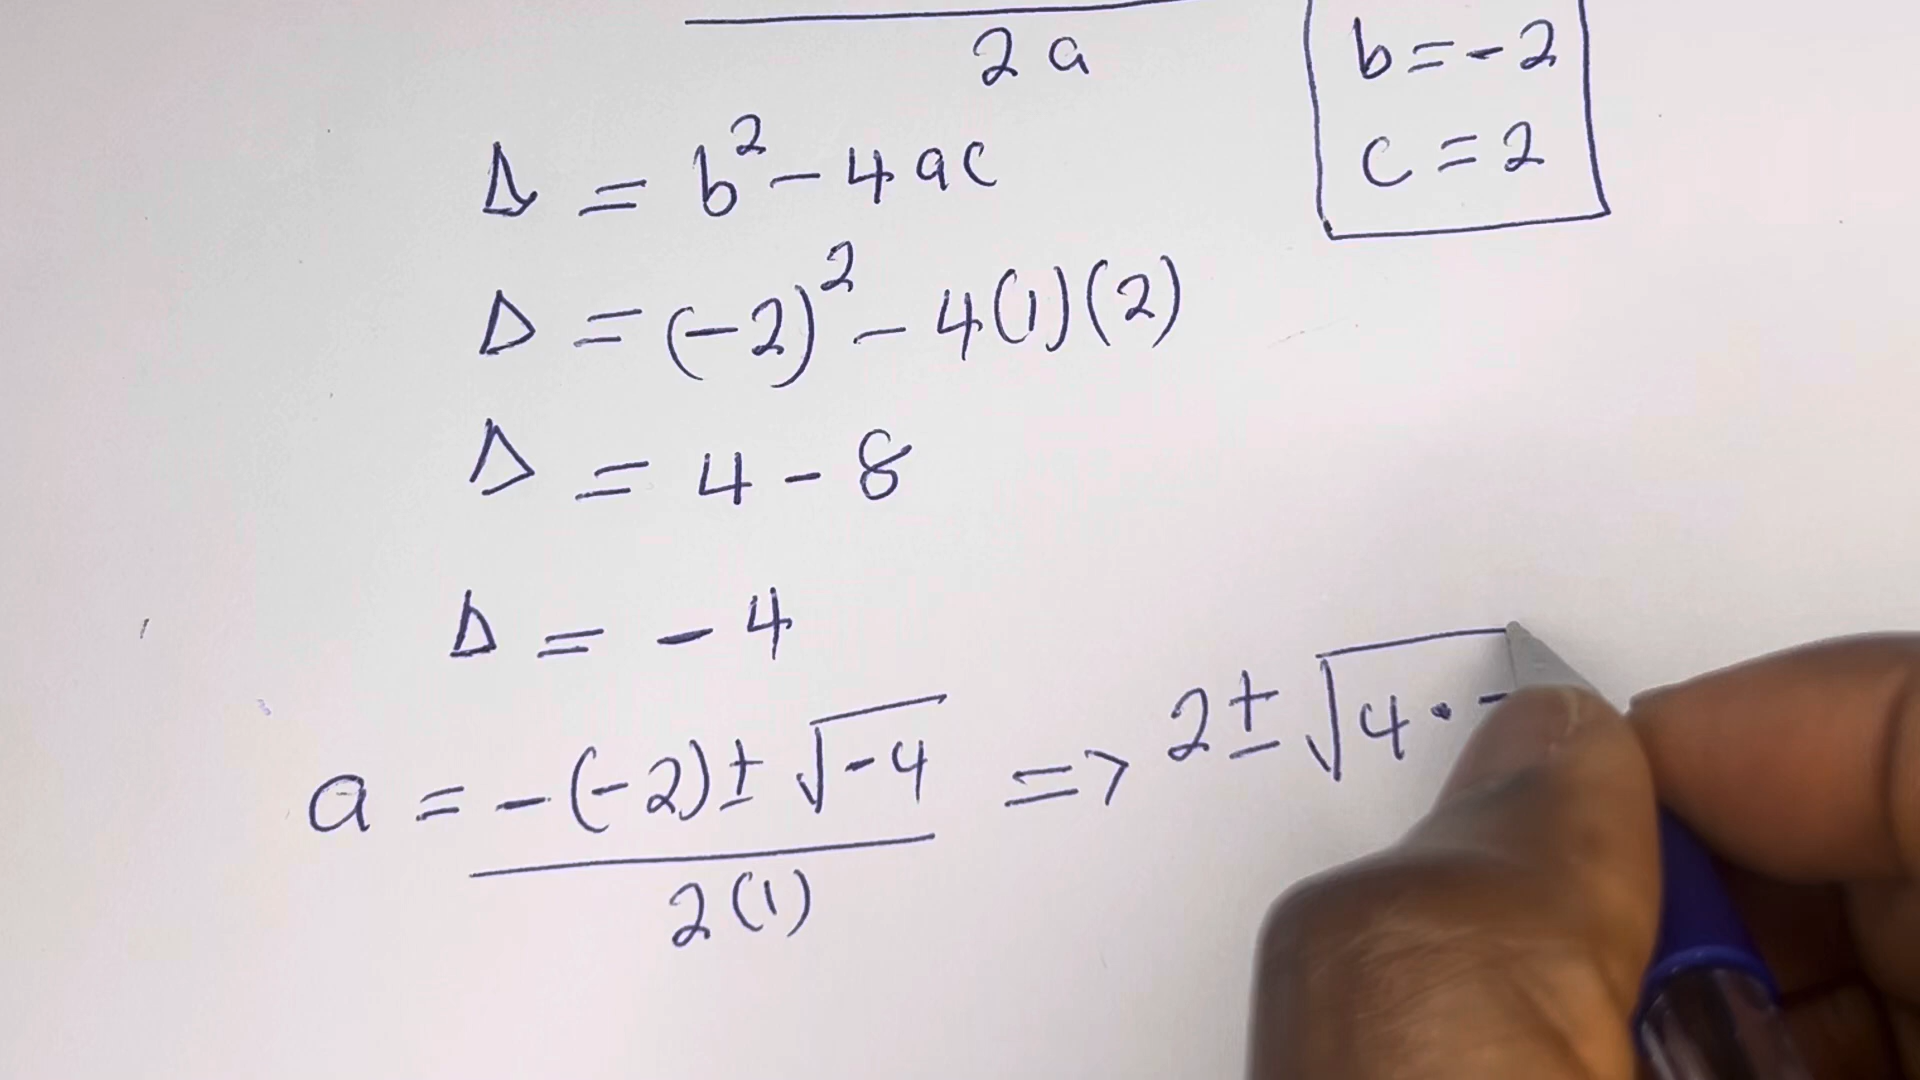 2a
b = -2
c = 2
Δ = b² - 4ac
Δ = (-2)² - 4(1)(2)
Δ = 4 - 8
Δ = - 4
a = -(-2) ± √-4 => 2 ± √4 · -
2(1)